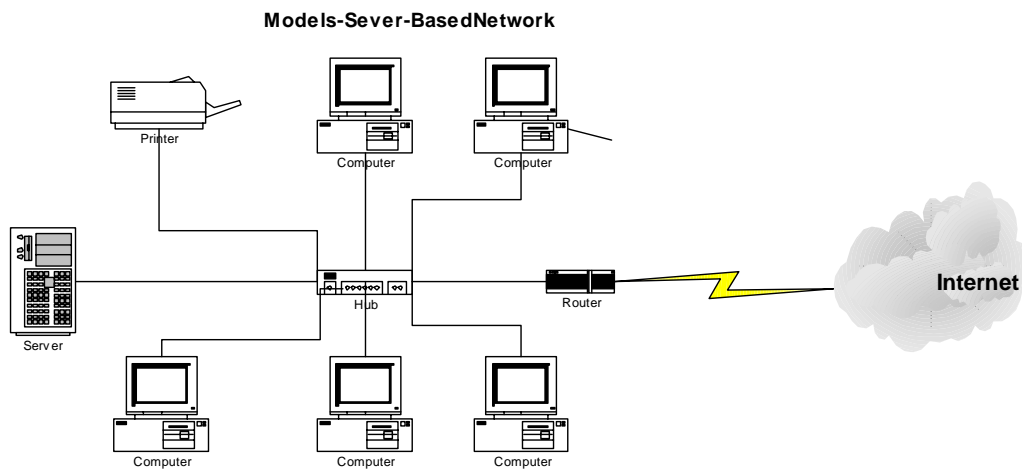 Models-Sever-BasedNetwork
Printer
Computer
Computer
Internet
Router
Hub
Server
Computer
Computer
Computer